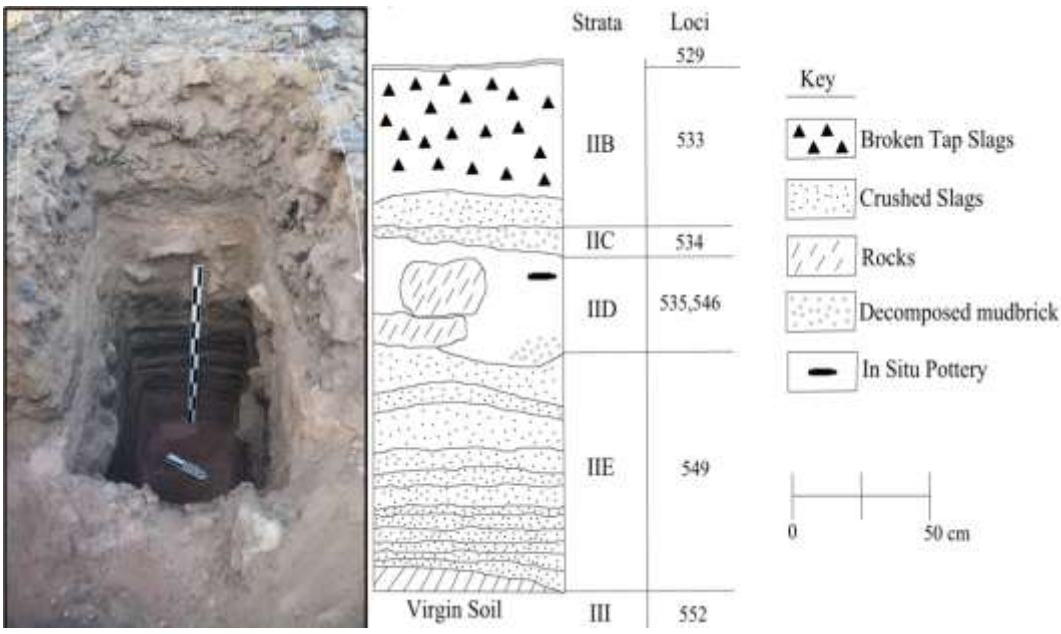 Strata Loci
529
Key
IIB 533
Broken Tap Slags
Crushed Slags
IIC 534
Rocks
IID 535,546
Decomposed mudbrick
In Situ Pottery
IIE 549
0 50 cm
Virgin Soil III 552